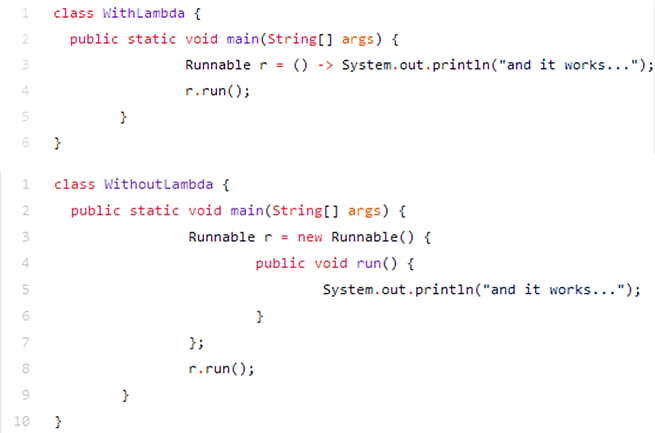 1 class WithLambda {
2 public static void main(String[] args) {
3 Runnable r = () -> System.out.println("and it works...");
4 r.run();
5 }
6 }
1 class WithoutLambda {
2 public static void main(String[] args) {
3 Runnable r = new Runnable() {
4 public void run() {
5 System.out.println("and it works...");
6 }
7 };
8 r.run();
9 }
10 }